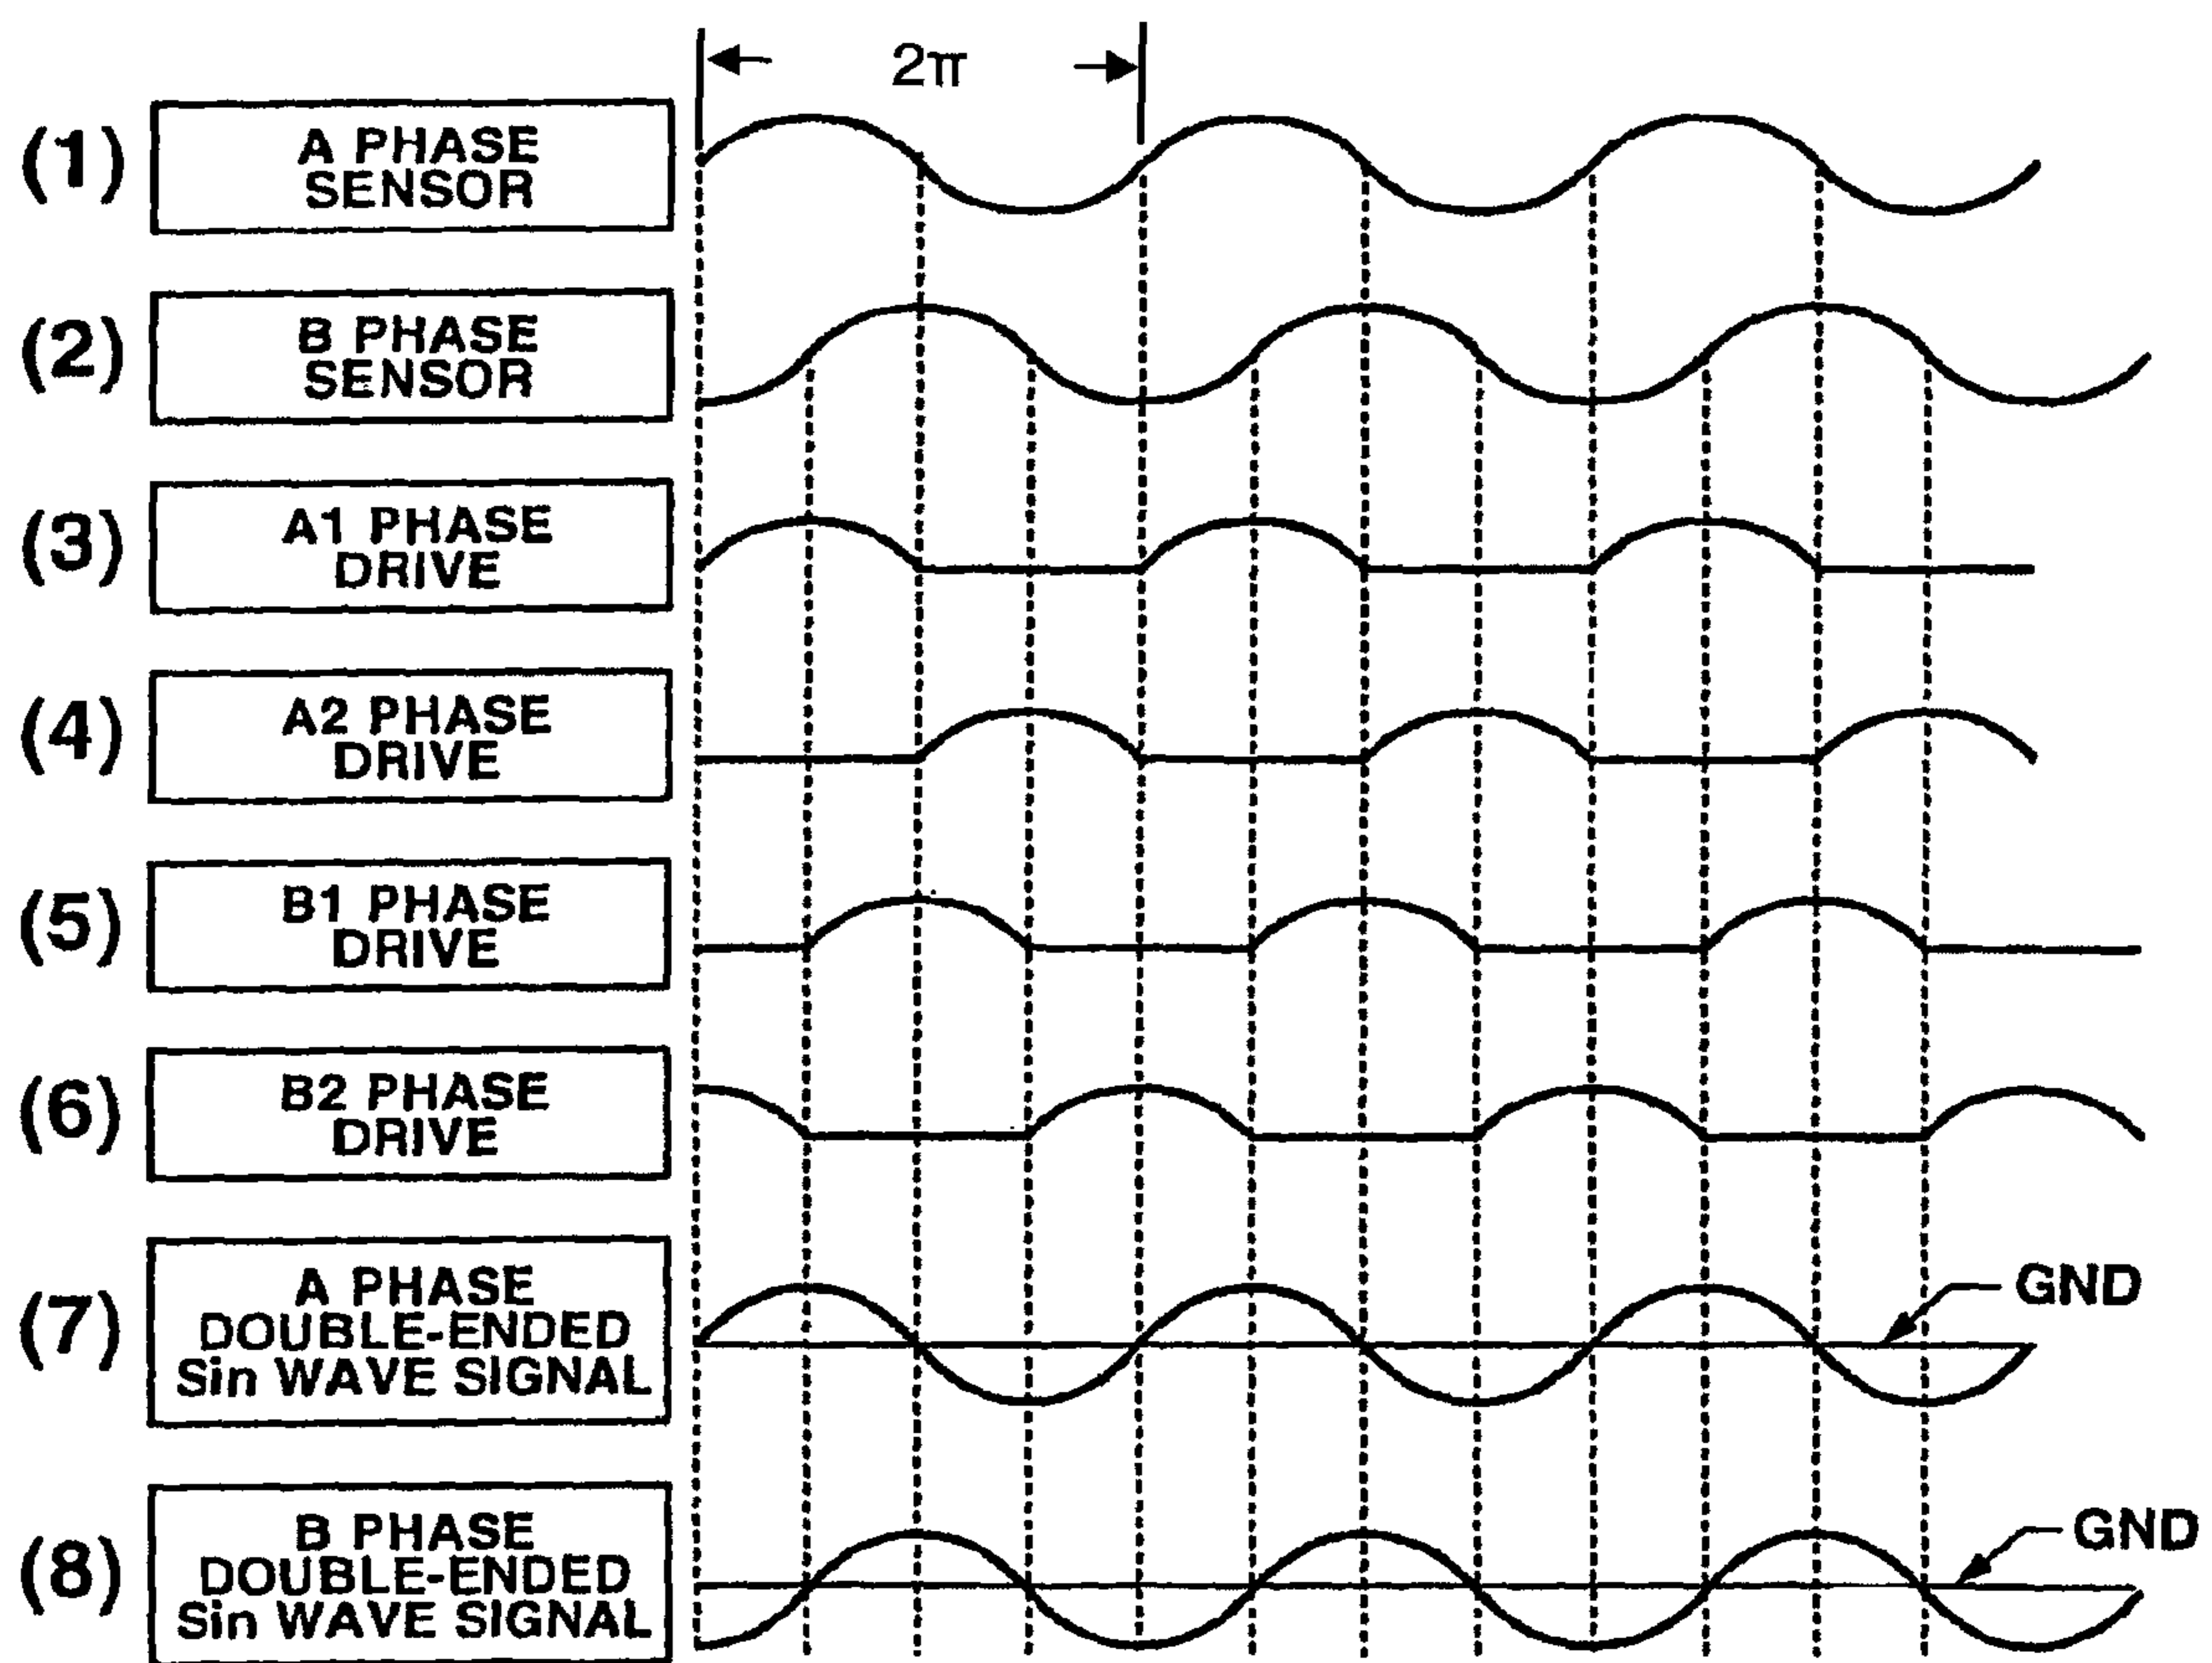 2π
(1)
A PHASE
SENSOR
(2)
B PHASE
SENSOR
(3)
A1 PHASE
DRIVE
(4)
A2 PHASE
DRIVE
(5)
B1 PHASE
DRIVE
(6)
B2 PHASE
DRIVE
(7)
A PHASE
DOUBLE-ENDED
Sin WAVE SIGNAL
GND
(8)
B PHASE
DOUBLE-ENDED
Sin WAVE SIGNAL
GND